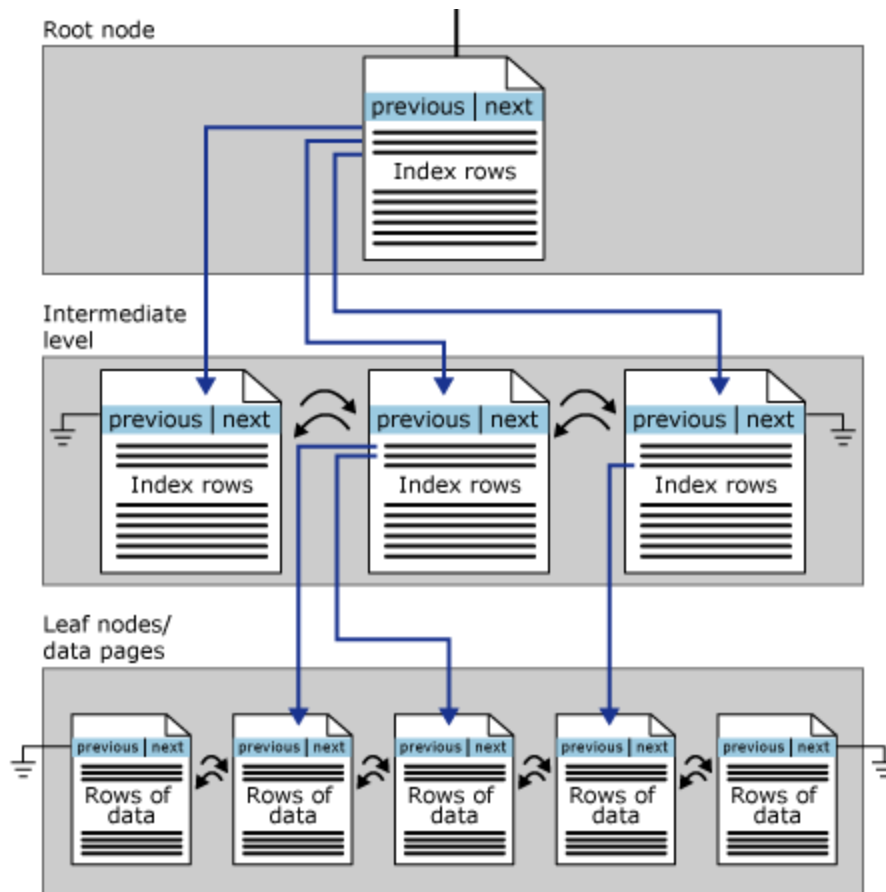 Root node
previous next
Index rows
Intermediate
level
previous next
Index rows
previous next
Index rows
previous next
Index rows
Leaf nodes/
data pages
previous next
Rows of
data
previous next
Rows of
data
previous next
Rows of
data
previous next
Rows of
data
previous next
Rows of
data